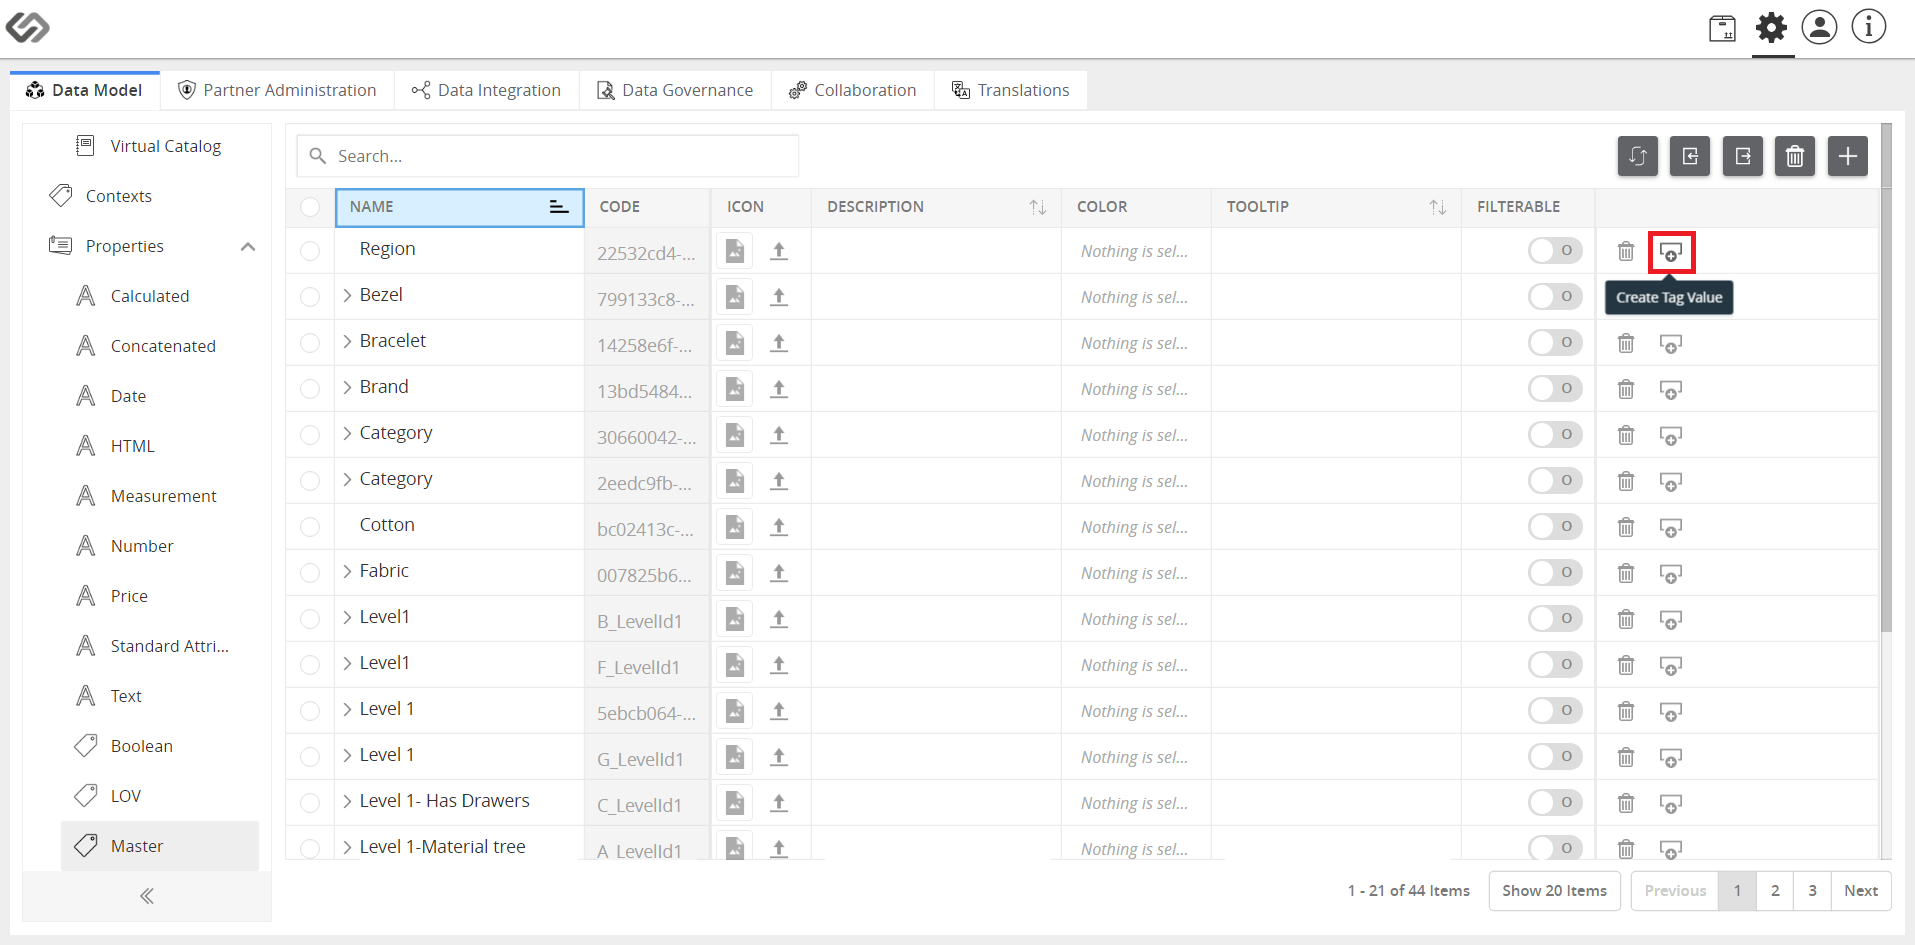 Data Model
Partner Administration
Data Integration
Data Governance
Collaboration
Translations
Virtual Catalog
Contexts
Properties
Calculated
Concatenated
Date
HTML
Measurement
Number
Price
Standard Attri...
Text
Boolean
LOV
Master
Search...
NAME CODE ICON DESCRIPTION COLOR TOOLTIP FILTERABLE
Region 22532cd4-... Nothing is sel...
Create Tag Value
Bezel 799133c8-... Nothing is sel...
Bracelet 14258e6f-... Nothing is sel...
Brand 13bd5484... Nothing is sel...
Category 30660042-... Nothing is sel...
Category 2eedc9fb-... Nothing is sel...
Cotton bc02413c-... Nothing is sel...
Fabric 007825b6... Nothing is sel...
Level1 B_LevelId1 Nothing is sel...
Level1 F_LevelId1 Nothing is sel...
Level 1 5ebcb064-... Nothing is sel...
Level 1 G_LevelId1 Nothing is sel...
Level 1- Has Drawers C_LevelId1 Nothing is sel...
Level 1-Material tree A_LevelId1 Nothing is sel...
1 - 21 of 44 Items Show 20 Items Previous 1 2 3 Next